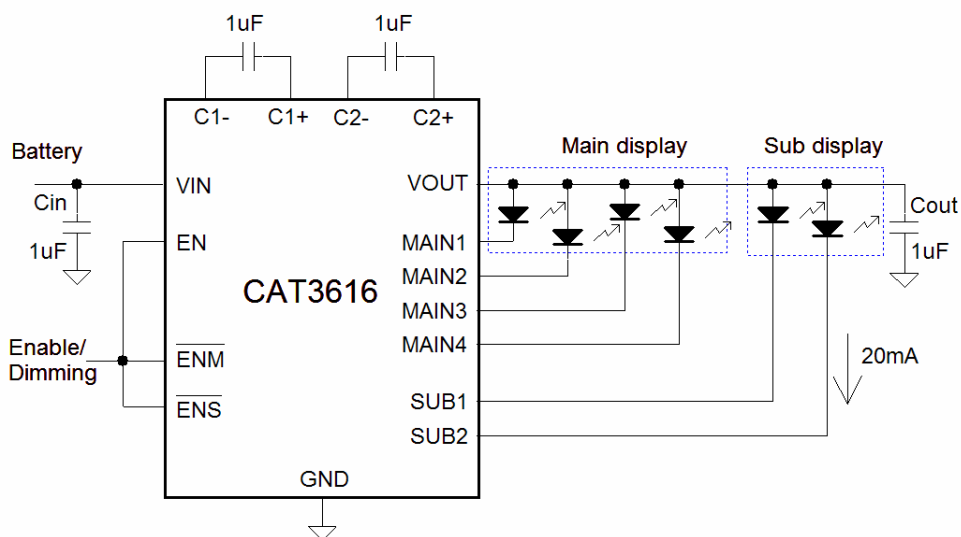 1uF
1uF
C1-
C1+
C2-
C2+
Main display
Sub display
Battery
VIN
VOUT
Cin
Cout
1uF
1uF
EN
MAIN1
MAIN2
CAT3616
MAIN3
MAIN4
Enable/
Dimming
ENM
20mA
ENS
SUB1
SUB2
GND